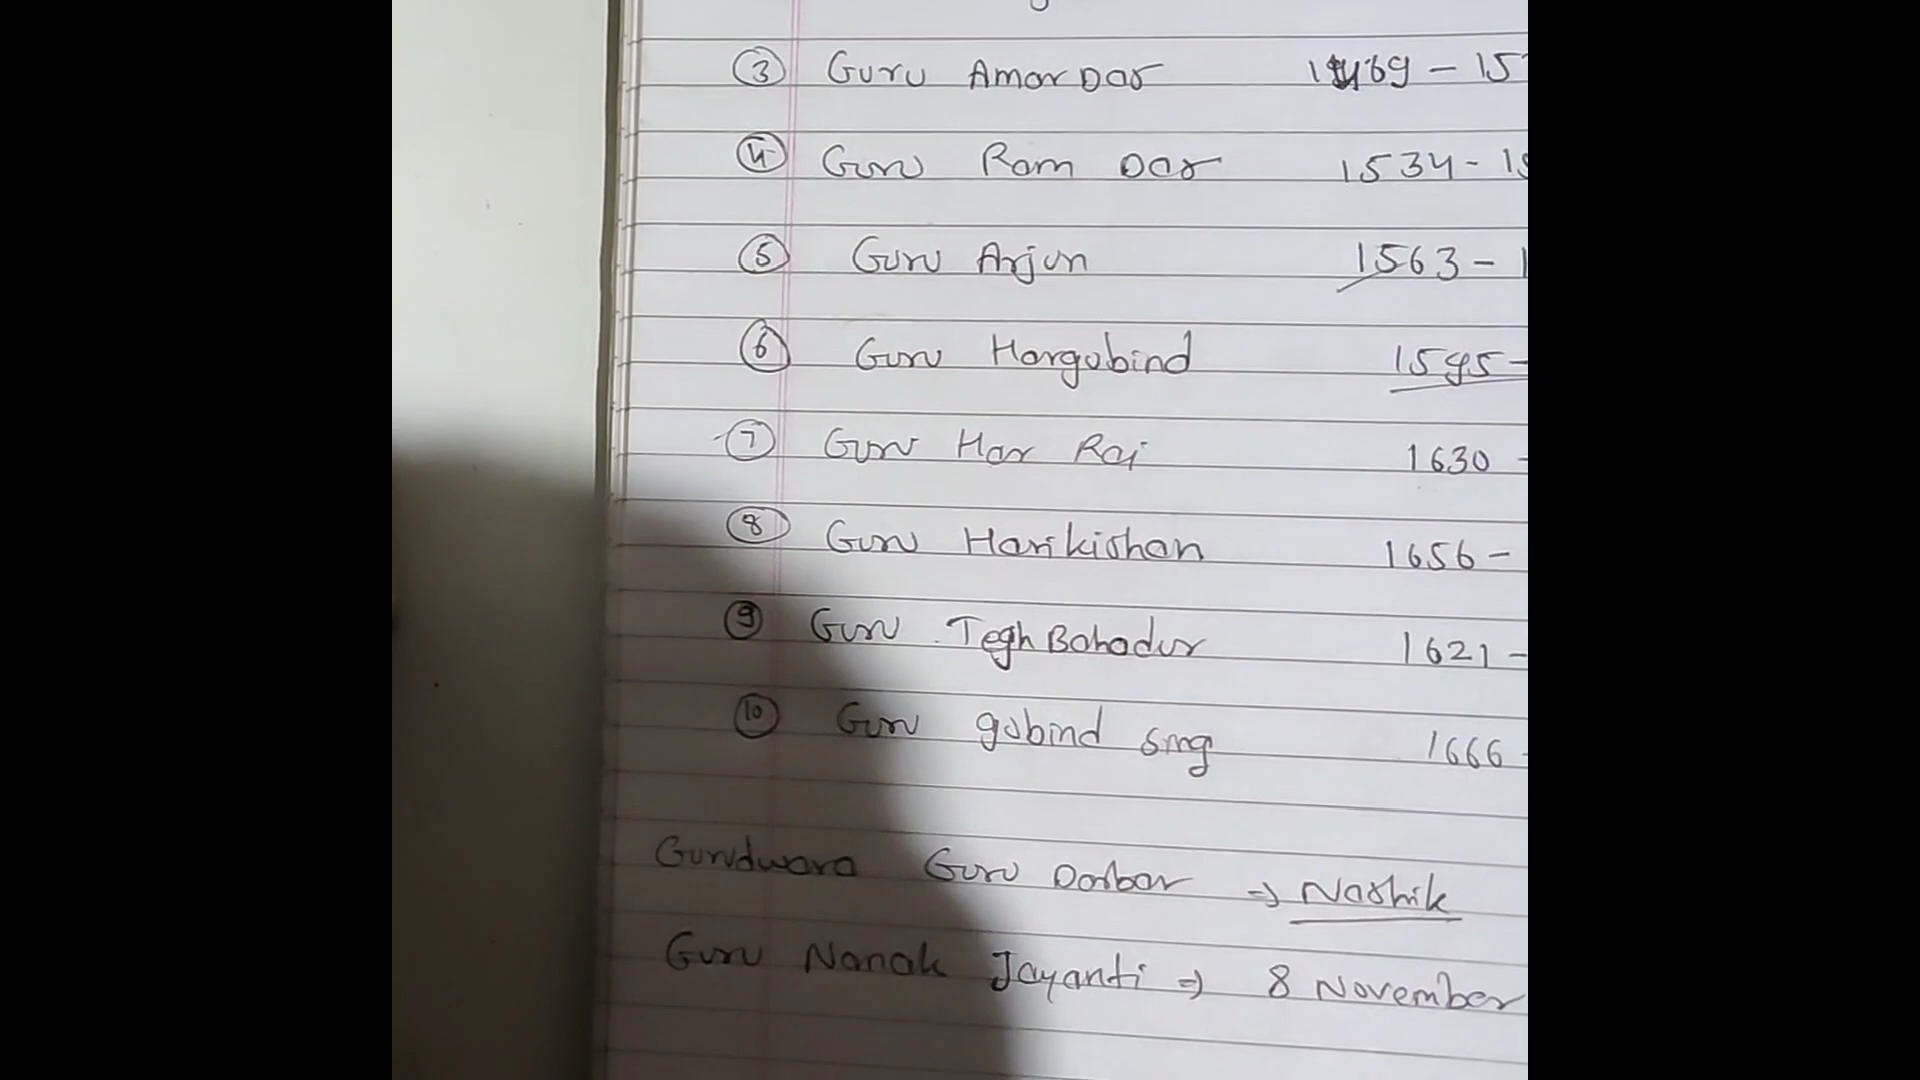 ③ Guru Amar Das 1469 - 15
④ Guru Ram Das 1534 - 15
⑤ Guru Arjun 1563 - 1
⑥ Guru Hargobind 1595 -
⑦ Guru Har Rai 1630 -
⑧ Guru Harikishan 1656 -
⑨ Guru Tegh Bahadur 1621 -
⑩ Guru gobind sing 1666 -
Gurudwara Guru Darbar ⇒ Nashik
Guru Nanak Jayanti ⇒ 8 November